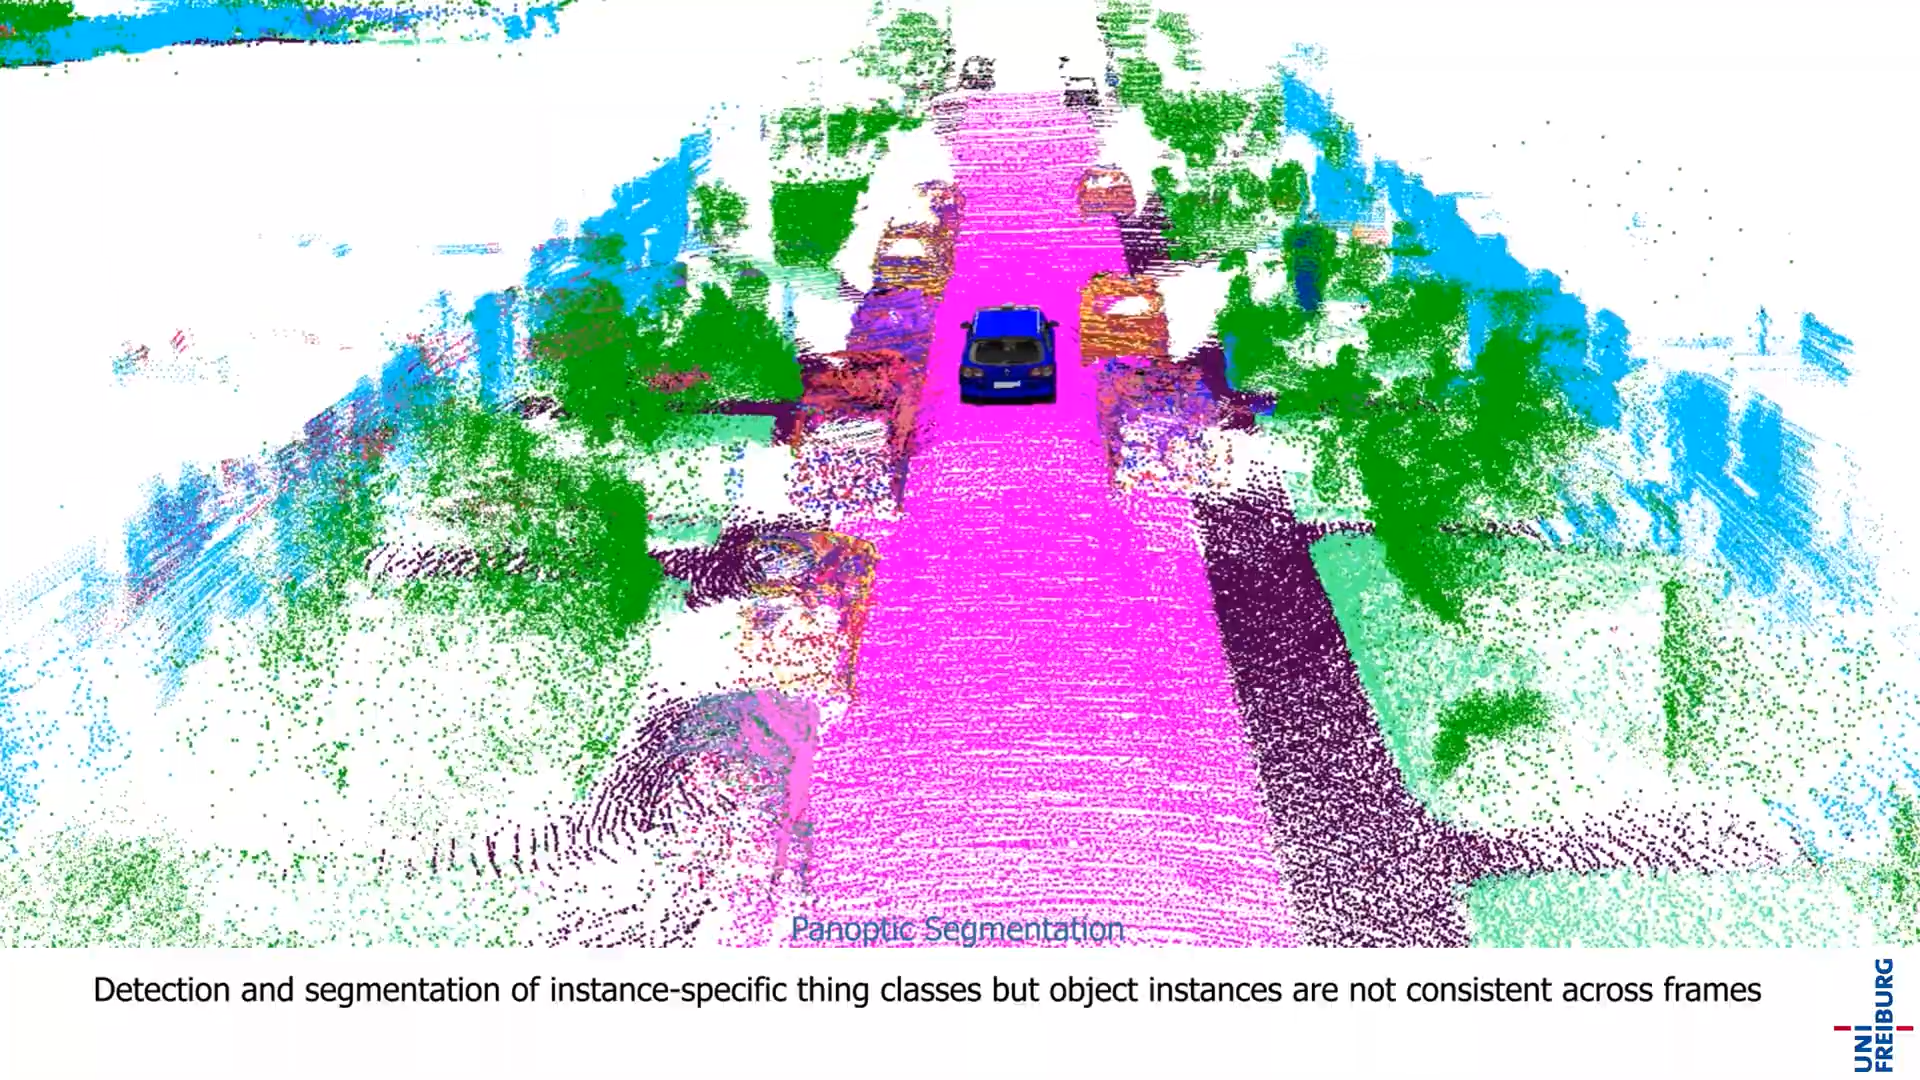 Panoptic Segmentation
Detection and segmentation of instance-specific thing classes but object instances are not consistent across frames
UNI
FREIBURG